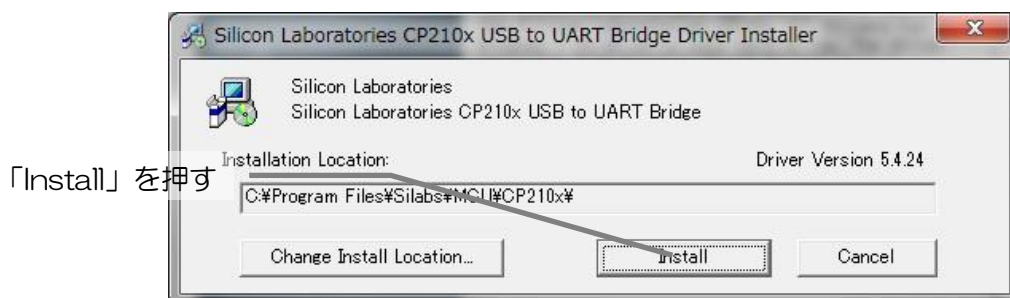 Silicon Laboratories CP210x USB to UART Bridge Driver Installer
Silicon Laboratories
Silicon Laboratories CP210x USB to UART Bridge
Installation Location:
Driver Version 5.4.24
「Install」を押す
C:¥Program Files¥Silabs¥MCU¥CP210x¥
Change Install Location...
Install
Cancel